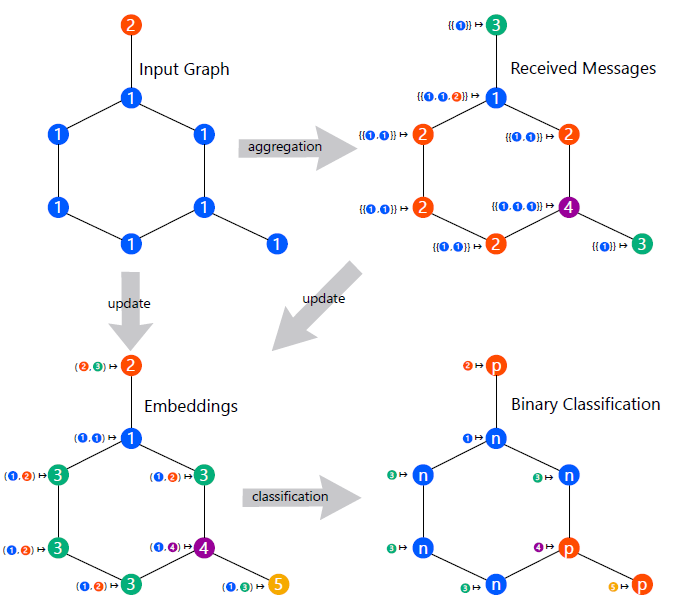 2
{{1}} ↦ 3
Input Graph
Received Messages
1
{{1,1,2}} ↦ 1
1
1
{{1,1}} ↦ 2
{{1,1}} ↦ 2
aggregation
1
1
{{1,1}} ↦ 2
{{1,1,1}} ↦ 4
1
1
{{1,1}} ↦ 2
{{1}} ↦ 3
update
update
(2,3) ↦ 2
2 ↦ p
Embeddings
Binary Classification
(1,1) ↦ 1
1 ↦ n
(1,2) ↦ 3
(1,2) ↦ 3
3 ↦ n
3 ↦ n
classification
(1,2) ↦ 3
(1,4) ↦ 4
3 ↦ n
4 ↦ p
(1,2) ↦ 3
(1,3) ↦ 5
3 ↦ n
5 ↦ p